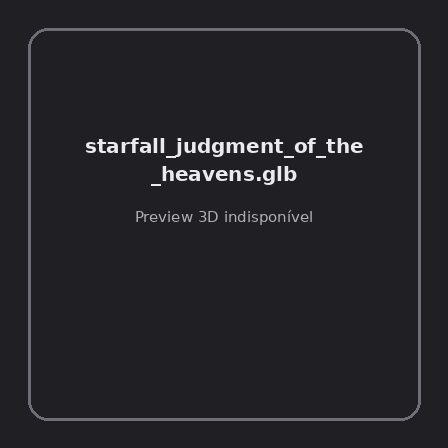 starfall_judgment_of_the
_heavens.glb
Preview 3D indisponível